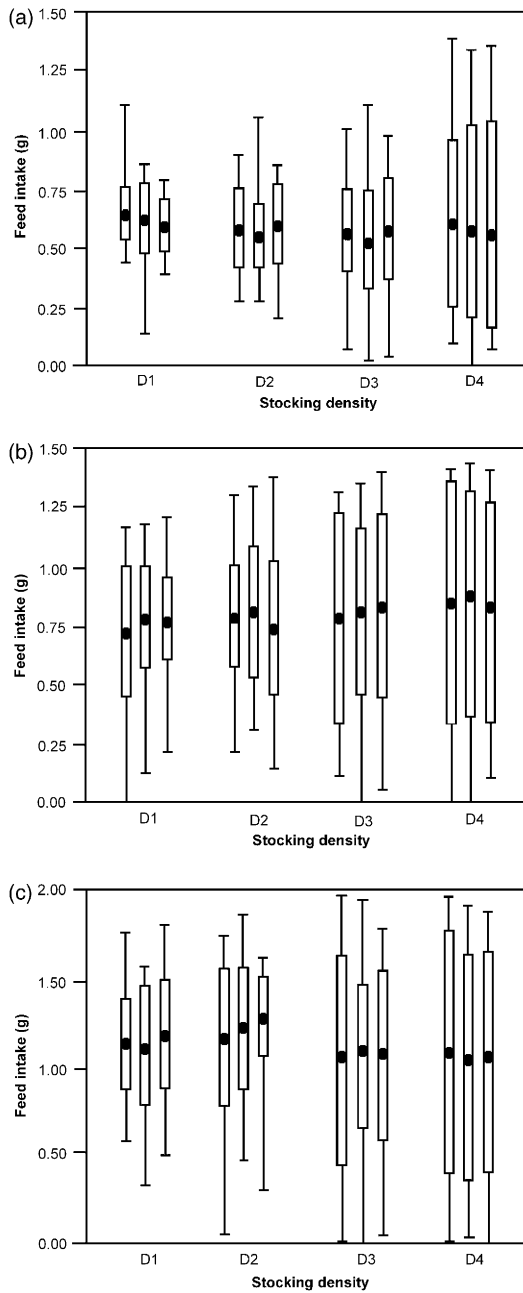 (a)
Feed intake (g)
1.50
1.25
1.00
0.75
0.50
0.25
0.00
D1 D2 D3 D4
Stocking density
(b)
Feed intake (g)
1.50
1.25
1.00
0.75
0.50
0.25
0.00
D1 D2 D3 D4
Stocking density
(c)
Feed intake (g)
2.00
1.50
1.00
0.50
0.00
D1 D2 D3 D4
Stocking density